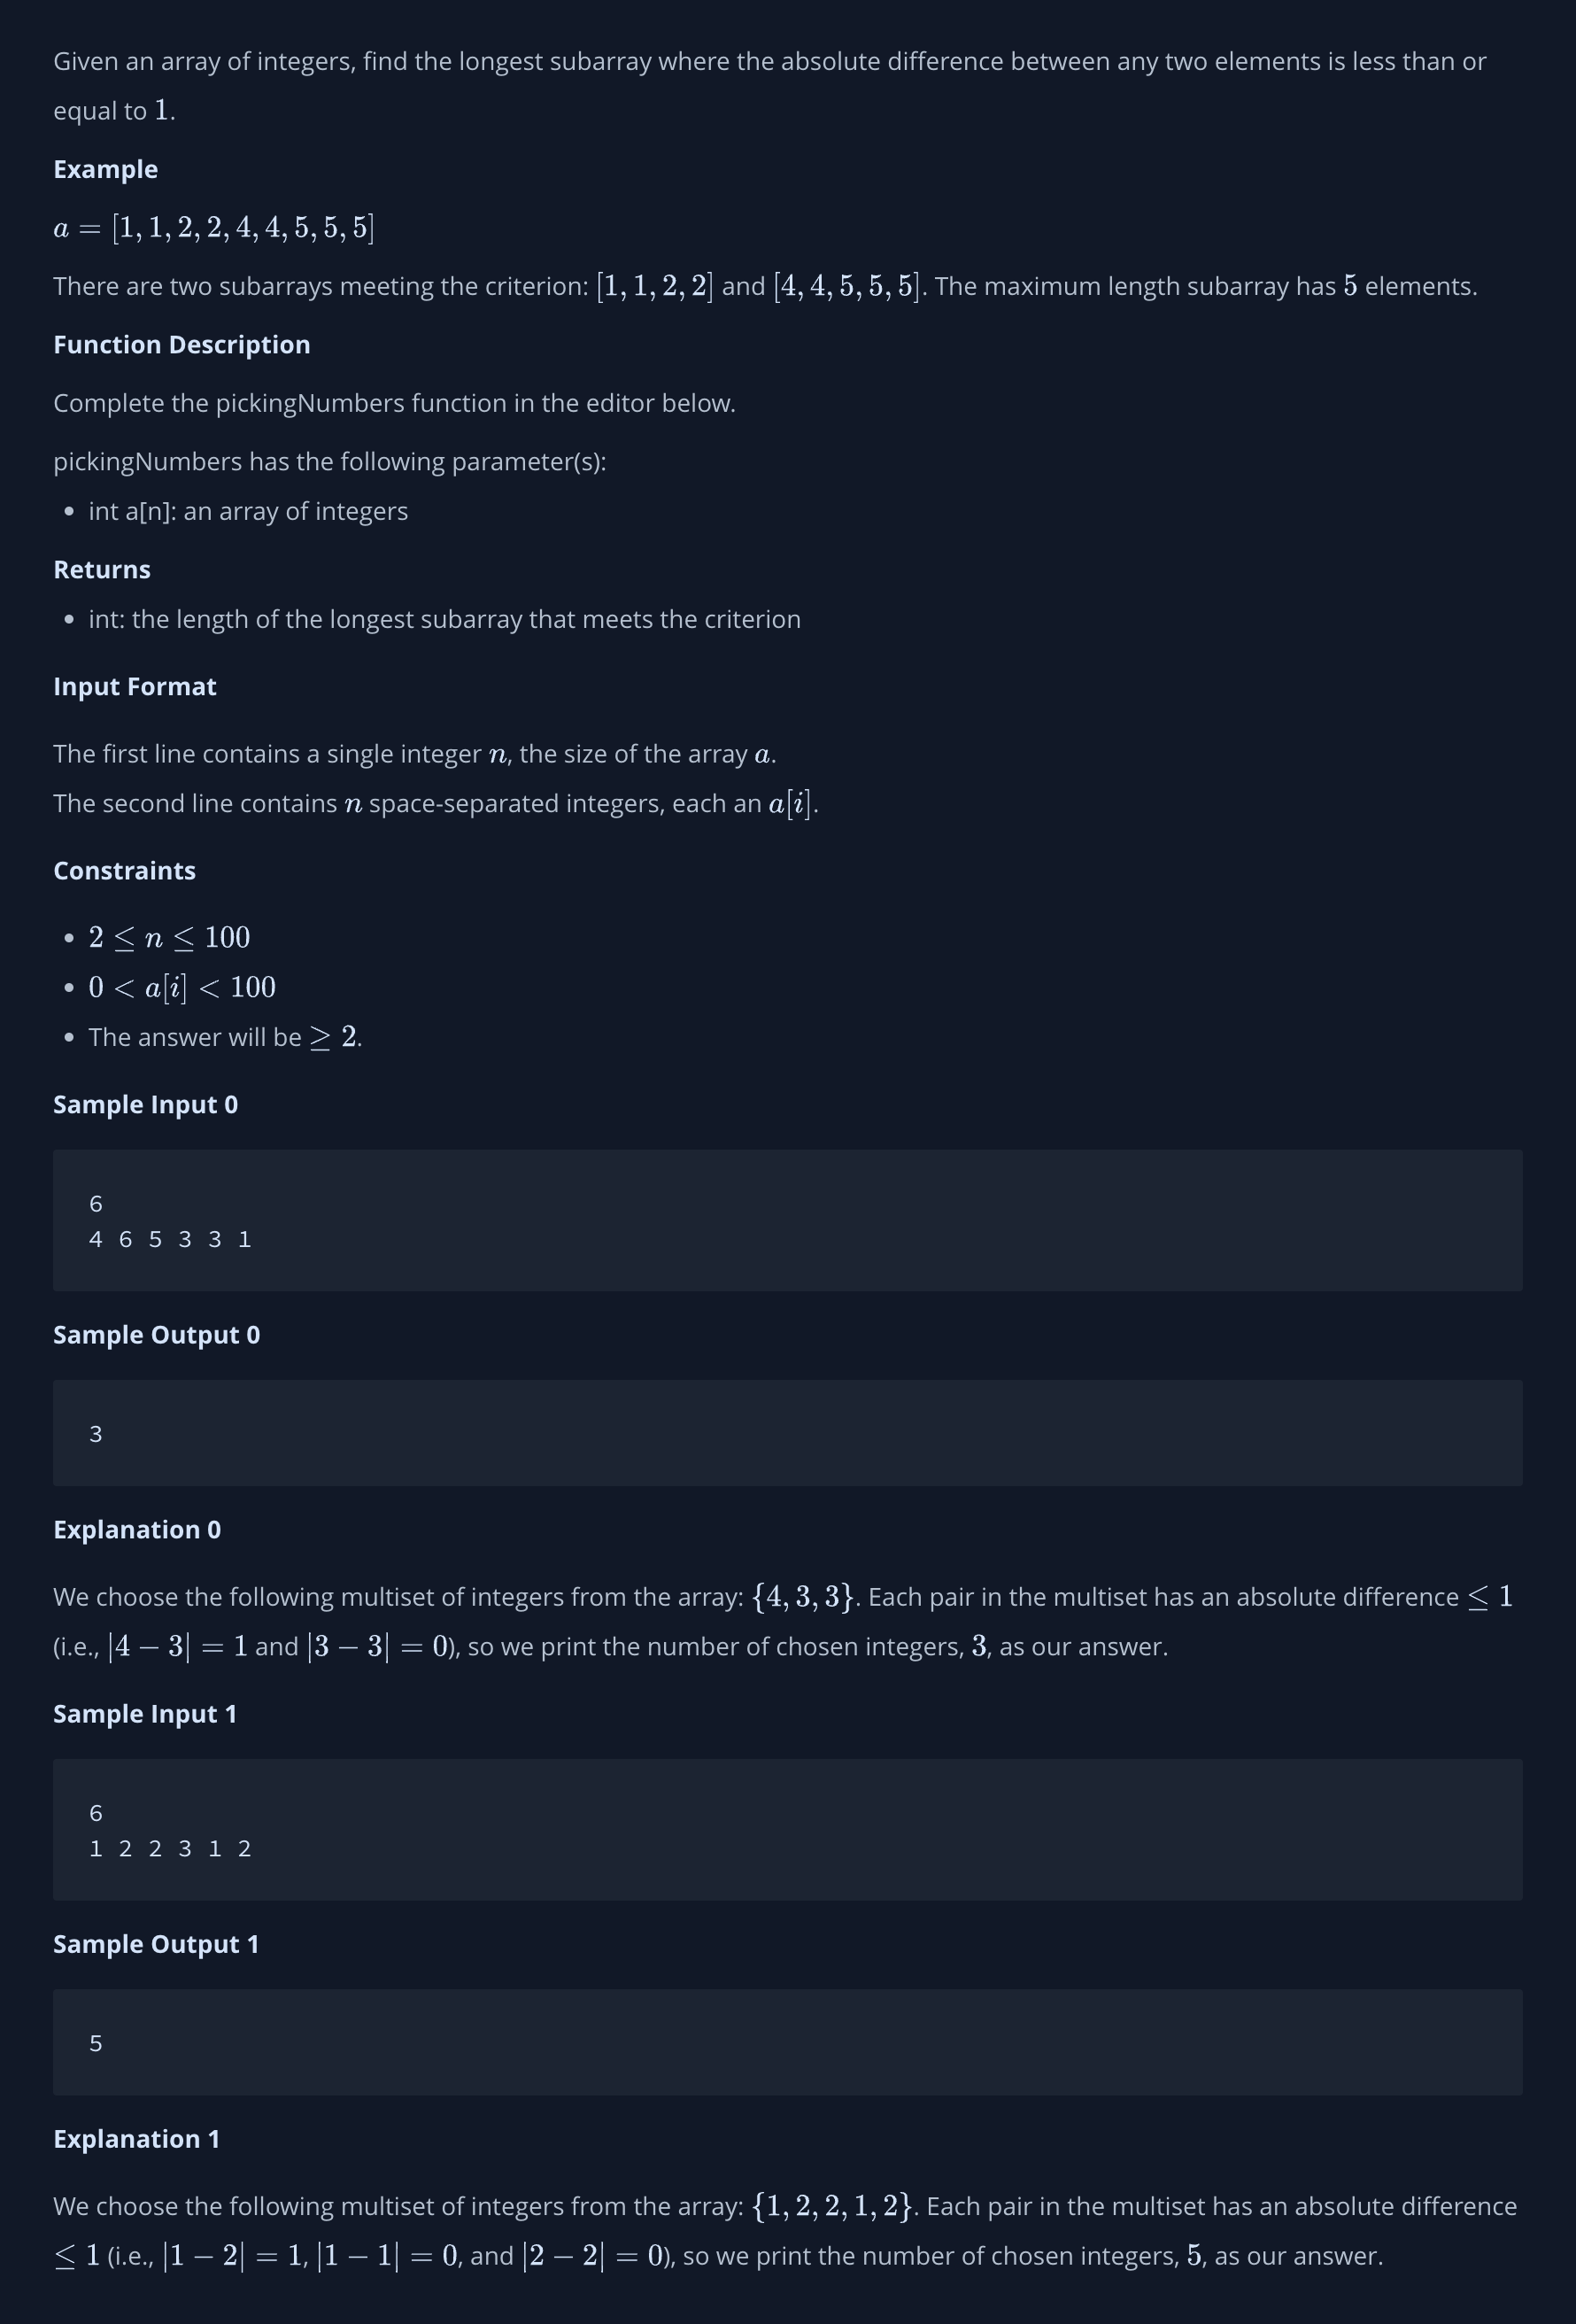 Given an array of integers, find the longest subarray where the absolute difference between any two elements is less than or
equal to 1.
Example
a = [1, 1, 2, 2, 4, 4, 5, 5, 5]
There are two subarrays meeting the criterion: [1, 1, 2, 2] and [4, 4, 5, 5, 5]. The maximum length subarray has 5 elements.
Function Description
Complete the pickingNumbers function in the editor below.
pickingNumbers has the following parameter(s):
• int a[n]: an array of integers
Returns
• int: the length of the longest subarray that meets the criterion
Input Format
The first line contains a single integer n, the size of the array a.
The second line contains n space-separated integers, each an a[i].
Constraints
• 2 ≤ n ≤ 100
• 0 < a[i] < 100
• The answer will be ≥ 2.
Sample Input 0
6
4 6 5 3 3 1
Sample Output 0
3
Explanation 0
We choose the following multiset of integers from the array: {4, 3, 3}. Each pair in the multiset has an absolute difference ≤ 1
(i.e., |4 − 3| = 1 and |3 − 3| = 0), so we print the number of chosen integers, 3, as our answer.
Sample Input 1
6
1 2 2 3 1 2
Sample Output 1
5
Explanation 1
We choose the following multiset of integers from the array: {1, 2, 2, 1, 2}. Each pair in the multiset has an absolute difference
≤ 1 (i.e., |1 − 2| = 1, |1 − 1| = 0, and |2 − 2| = 0), so we print the number of chosen integers, 5, as our answer.